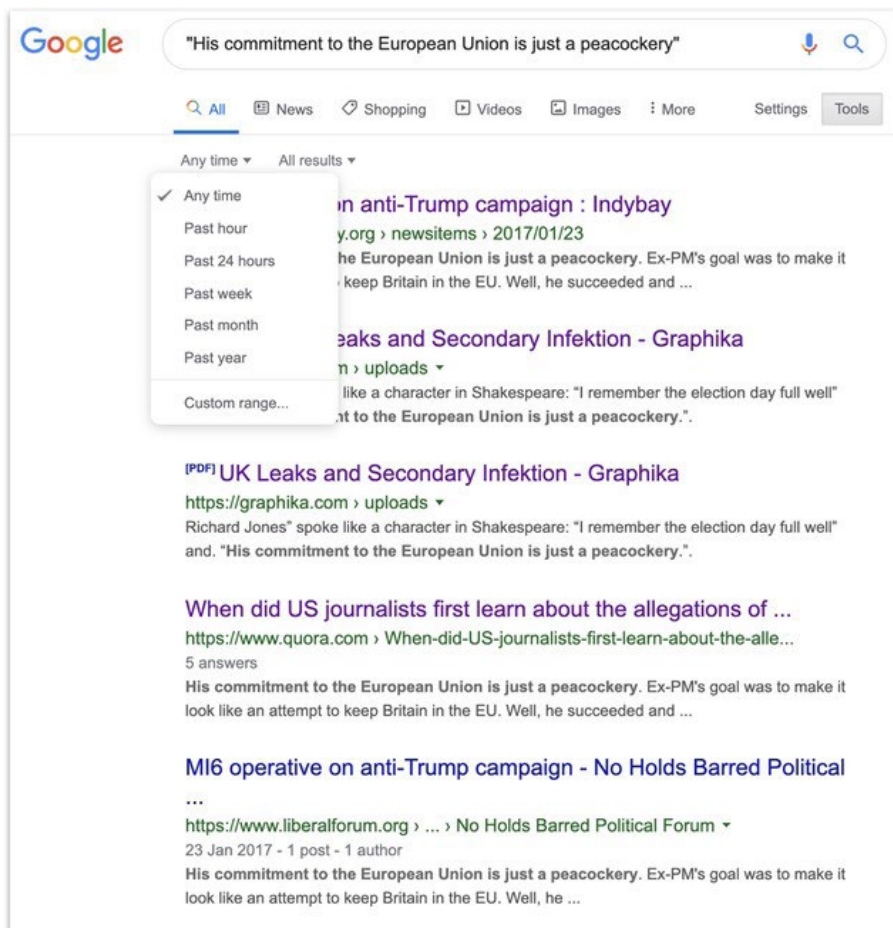 Google
"His commitment to the European Union is just a peacockery"
All News Shopping Videos Images More Settings Tools
Any time All results
Any time
Past hour
Past 24 hours
Past week
Past month
Past year
Custom range...
n anti-Trump campaign : Indybay
y.org › newsitems › 2017/01/23
he European Union is just a peacockery. Ex-PM's goal was to make it
keep Britain in the EU. Well, he succeeded and ...
eaks and Secondary Infektion - Graphika
m › uploads
like a character in Shakespeare: “I remember the election day full well”
nt to the European Union is just a peacockery.”.
[PDF] UK Leaks and Secondary Infektion - Graphika
https://graphika.com › uploads
Richard Jones” spoke like a character in Shakespeare: “I remember the election day full well”
and. “His commitment to the European Union is just a peacockery.”.
When did US journalists first learn about the allegations of ...
https://www.quora.com › When-did-US-journalists-first-learn-about-the-alle...
5 answers
His commitment to the European Union is just a peacockery. Ex-PM's goal was to make it
look like an attempt to keep Britain in the EU. Well, he succeeded and ...
MI6 operative on anti-Trump campaign - No Holds Barred Political
...
https://www.liberalforum.org › ... › No Holds Barred Political Forum
23 Jan 2017 - 1 post - 1 author
His commitment to the European Union is just a peacockery. Ex-PM's goal was to make it
look like an attempt to keep Britain in the EU. Well, he ...